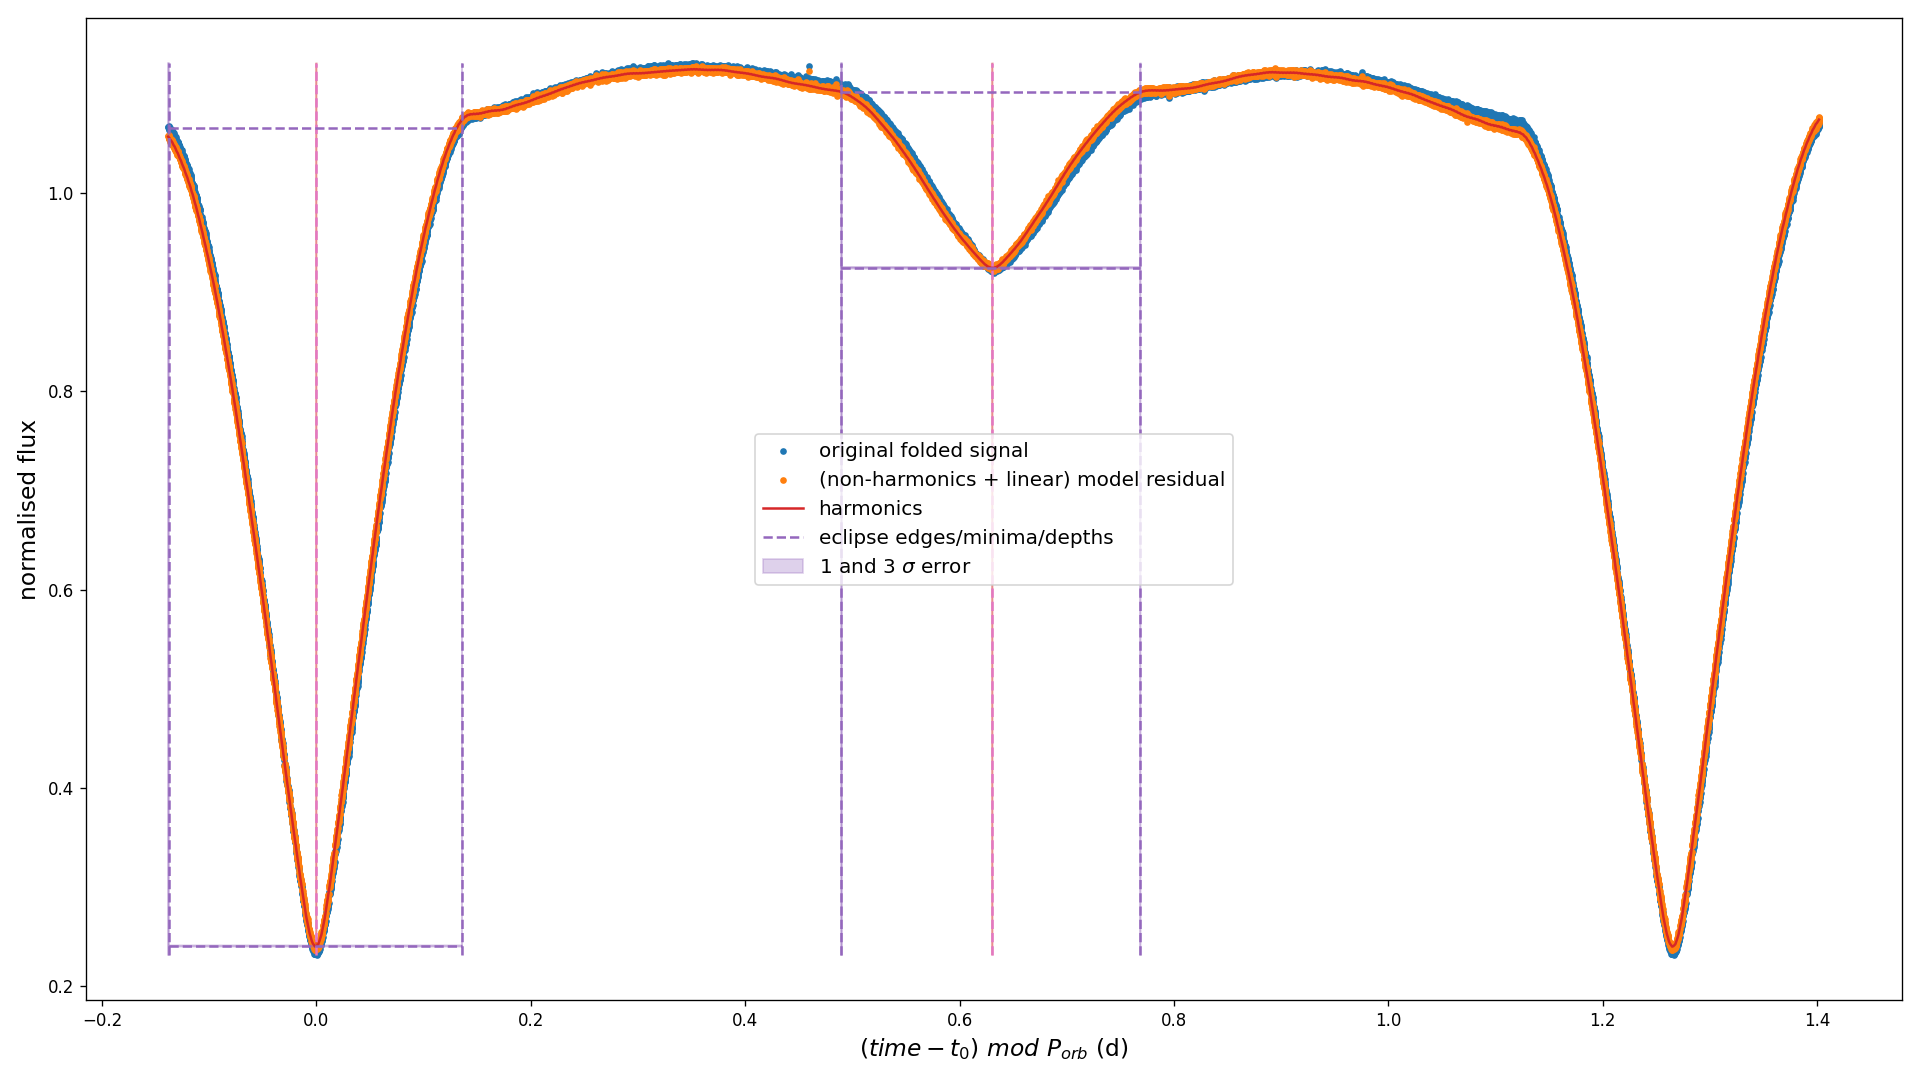 normalised flux
1.0
0.8
0.6
0.4
0.2
original folded signal
(non-harmonics + linear) model residual
harmonics
eclipse edges/minima/depths
1 and 3 σ error
−0.2
0.0
0.2
0.4
0.6
0.8
1.0
1.2
1.4
(time − t₀) mod Pₒᵣb (d)